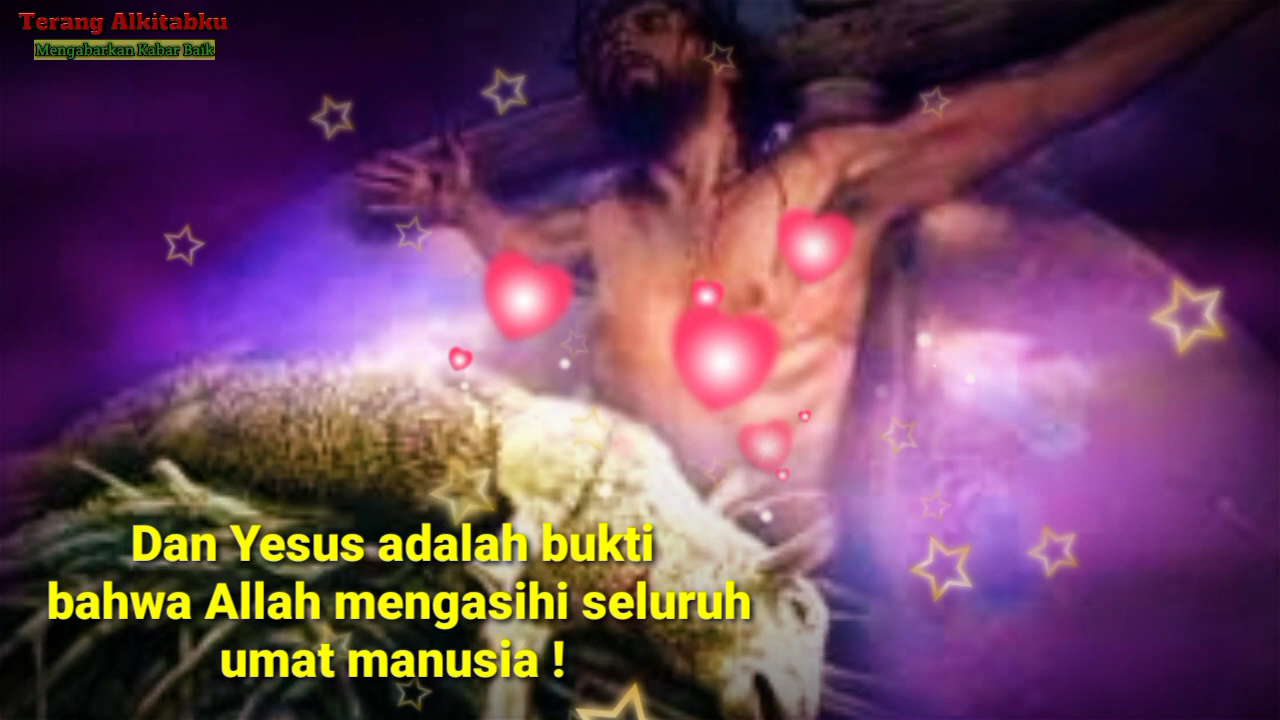 Terang Alkitabku
Mengabarkan Kabar Baik
Dan Yesus adalah bukti
bahwa Allah mengasihi seluruh
umat manusia !